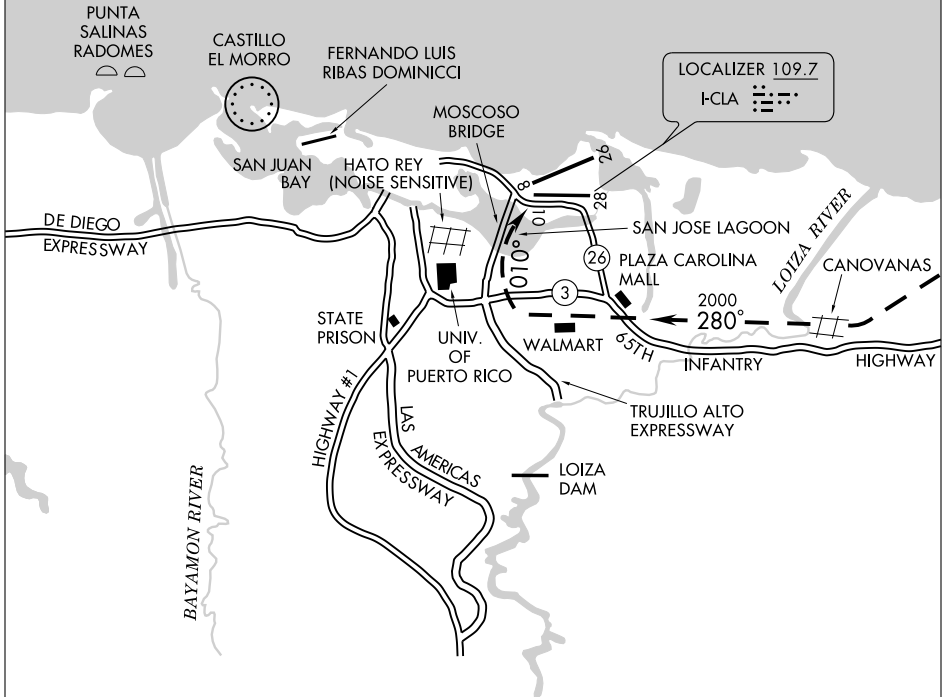 PUNTA
SALINAS
RADOMES
CASTILLO
EL MORRO
FERNANDO LUIS
RIBAS DOMINICCI
LOCALIZER 109.7
I-CLA
MOSCOSO
BRIDGE
SAN JUAN
BAY
HATO REY
(NOISE SENSITIVE)
26
8
28
10
DE DIEGO
EXPRESSWAY
SAN JOSE LAGOON
LOIZA RIVER
010°
26
PLAZA CAROLINA
MALL
CANOVANAS
3
2000
280°
STATE
PRISON
UNIV.
OF
PUERTO RICO
WALMART
65TH
INFANTRY
HIGHWAY
HIGHWAY #1
LAS AMERICAS
EXPRESSWAY
TRUJILLO ALTO
EXPRESSWAY
LOIZA
DAM
BAYAMON RIVER